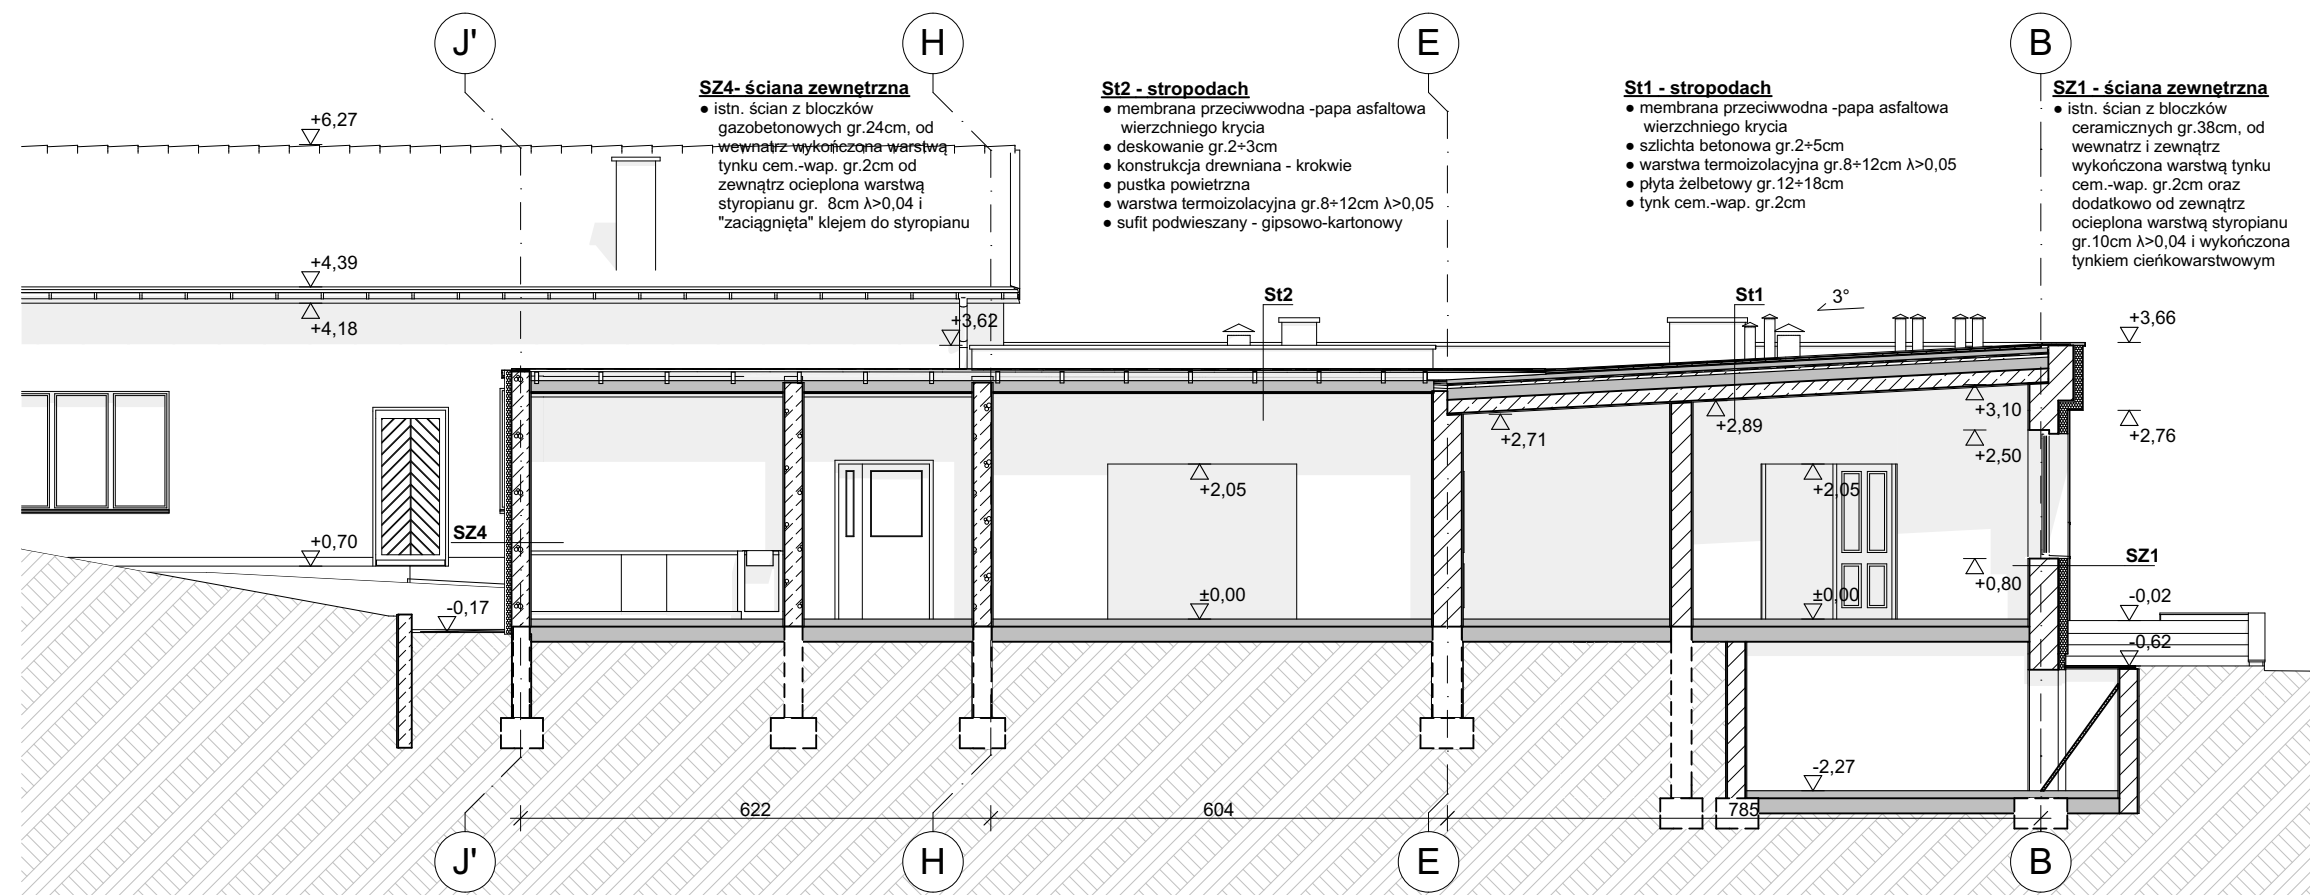 J'
H
E
B
SZ4- ściana zewnętrzna
● istn. ścian z bloczków
gazobetonowych gr.24cm, od
wewnatrz wykończona warstwą
tynku cem.-wap. gr.2cm od
zewnątrz ocieplona warstwą
styropianu gr. 8cm λ>0,04 i
"zaciągnięta" klejem do styropianu
St2 - stropodach
● membrana przeciwwodna -papa asfaltowa
wierzchniego krycia
● deskowanie gr.2÷3cm
● konstrukcja drewniana - krokwie
● pustka powietrzna
● warstwa termoizolacyjna gr.8÷12cm λ>0,05
● sufit podwieszany - gipsowo-kartonowy
St1 - stropodach
● membrana przeciwwodna -papa asfaltowa
wierzchniego krycia
● szlichta betonowa gr.2÷5cm
● warstwa termoizolacyjna gr.8÷12cm λ>0,05
● płyta żelbetowy gr.12÷18cm
● tynk cem.-wap. gr.2cm
SZ1 - ściana zewnętrzna
● istn. ścian z bloczków
ceramicznych gr.38cm, od
wewnatrz i zewnątrz
wykończona warstwą tynku
cem.-wap. gr.2cm oraz
dodatkowo od zewnątrz
ocieplona warstwą styropianu
gr.10cm λ>0,04 i wykończona
tynkiem cieńkowarstwowym
+6,27
+4,39
+4,18
+3,62
St2
St1
3°
+3,66
+3,10
+2,89
+2,71
+2,50
+2,76
+2,05
+2,05
SZ4
+0,70
SZ1
+0,80
±0,00
±0,00
-0,02
-0,17
-0,62
-2,27
622
604
785
J'
H
E
B